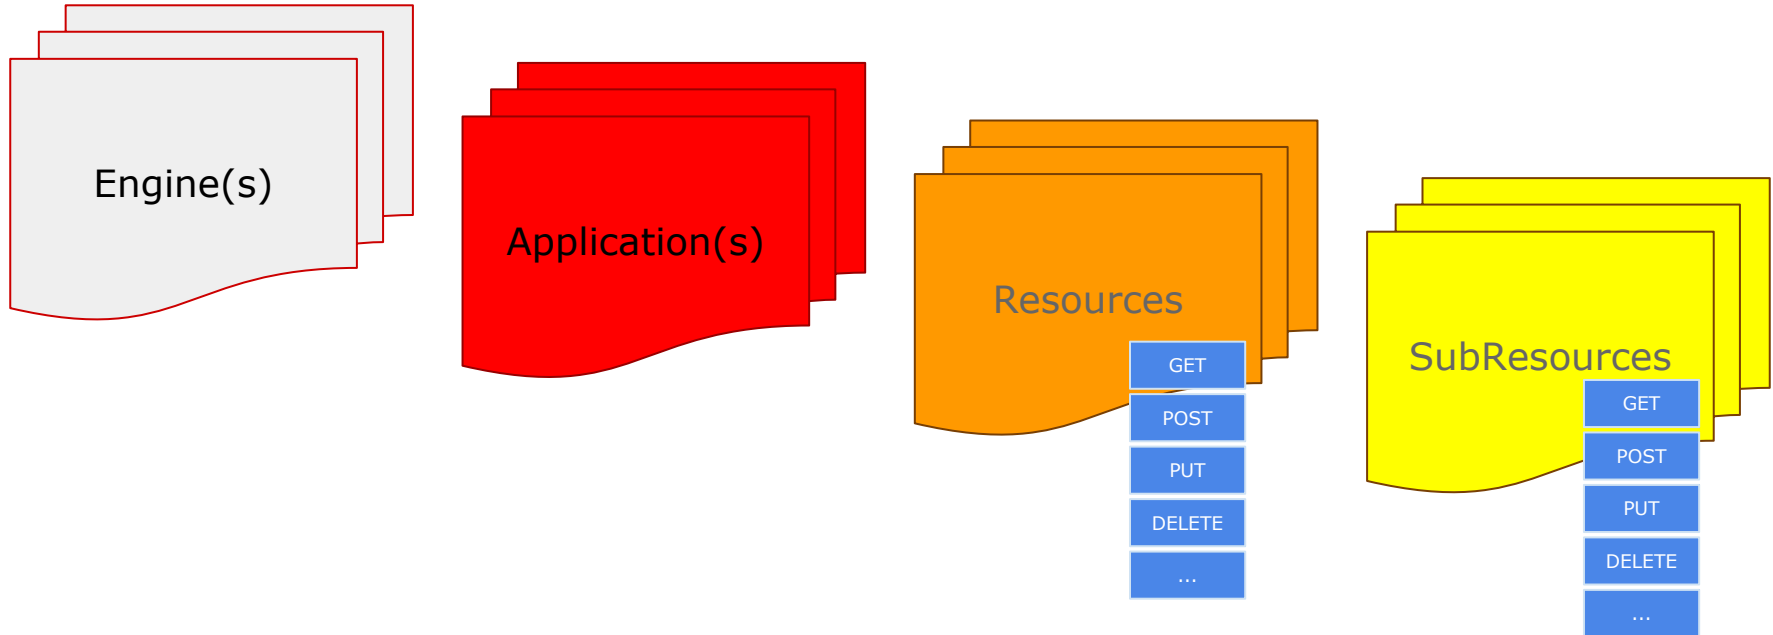 Engine(s)
Application(s)
Resources
GET
POST
PUT
DELETE
...
SubResources
GET
POST
PUT
DELETE
...